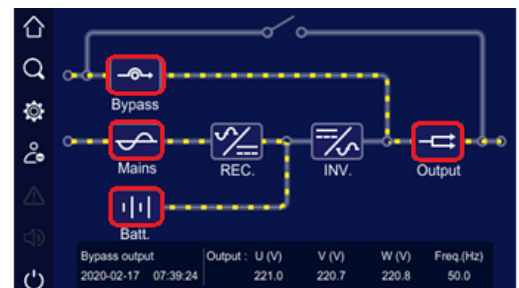 Bypass
Mains
REC.
INV.
Output
Batt.
Bypass output
Output : U (V) V (V) W (V) Freq.(Hz)
2020-02-17 07:39:24 221.0 220.7 220.8 50.0